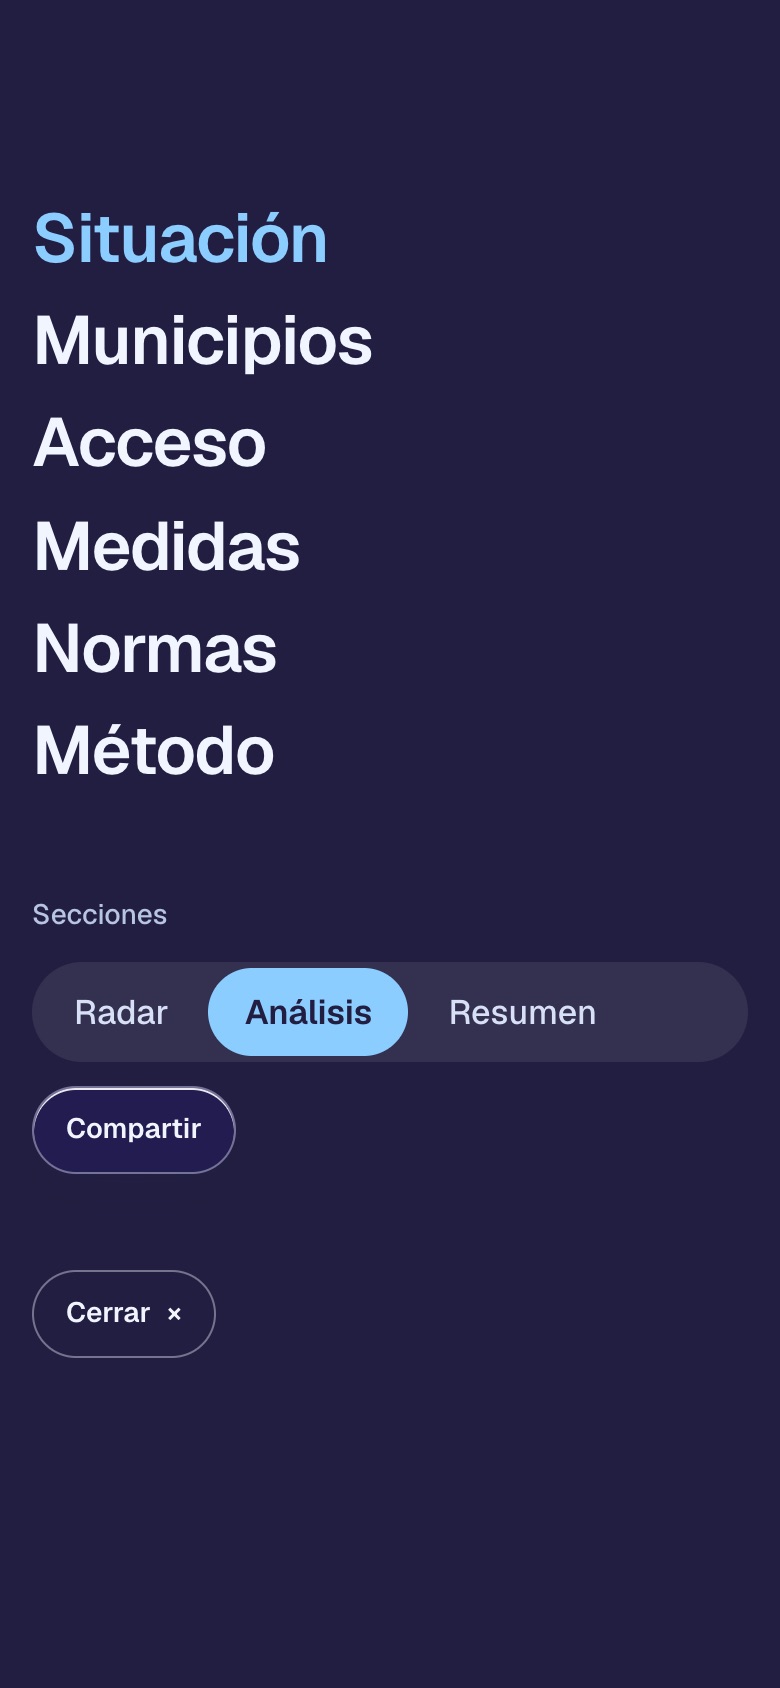 Situación
Municipios
Acceso
Medidas
Normas
Método
Secciones
Radar Análisis Resumen
Compartir
Cerrar ×